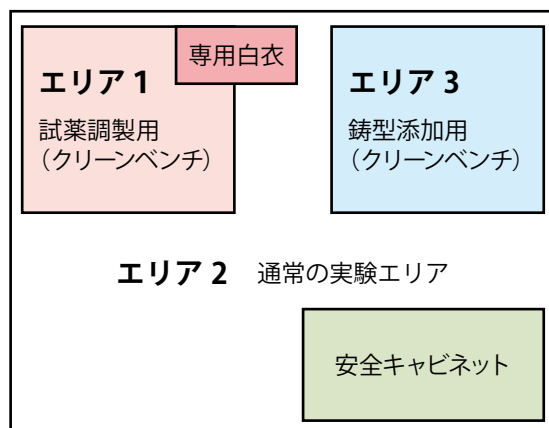 専用白衣
エリア 1
試薬調製用
（クリーンベンチ）
エリア 3
鋳型添加用
（クリーンベンチ）
エリア 2 通常の実験エリア
安全キャビネット